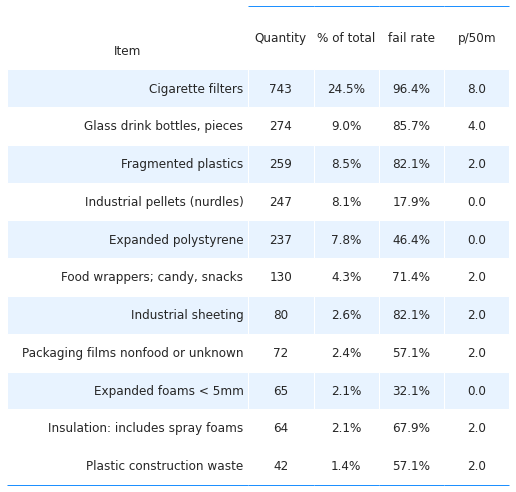 Item Quantity % of total fail rate p/50m
Cigarette filters 743 24.5% 96.4% 8.0
Glass drink bottles, pieces 274 9.0% 85.7% 4.0
Fragmented plastics 259 8.5% 82.1% 2.0
Industrial pellets (nurdles) 247 8.1% 17.9% 0.0
Expanded polystyrene 237 7.8% 46.4% 0.0
Food wrappers; candy, snacks 130 4.3% 71.4% 2.0
Industrial sheeting 80 2.6% 82.1% 2.0
Packaging films nonfood or unknown 72 2.4% 57.1% 2.0
Expanded foams < 5mm 65 2.1% 32.1% 0.0
Insulation: includes spray foams 64 2.1% 67.9% 2.0
Plastic construction waste 42 1.4% 57.1% 2.0